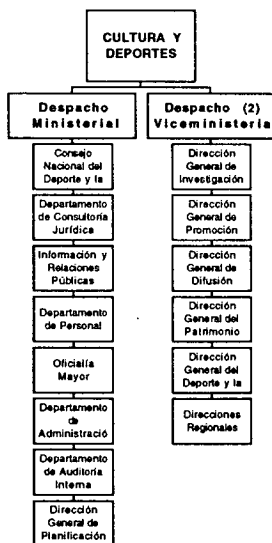 CULTURA Y
DEPORTES
Despacho
Ministerial
Consejo
Nacional del
Deporte y la
Departamento
de Consultoría
Jurídica
Información y
Relaciones
Públicas
Departamento
de Personal
Oficialía
Mayor
Departamento
de
Administració
Departamento
de Auditoría
Interna
Dirección
General de
Planificación
Despacho (2)
Viceministeria
Dirección
General de
Investigación
Dirección
General de
Promoción
Dirección
General de
Difusión
Dirección
General del
Patrimonio
Dirección
General del
Deporte y la
Direcciones
Regionales